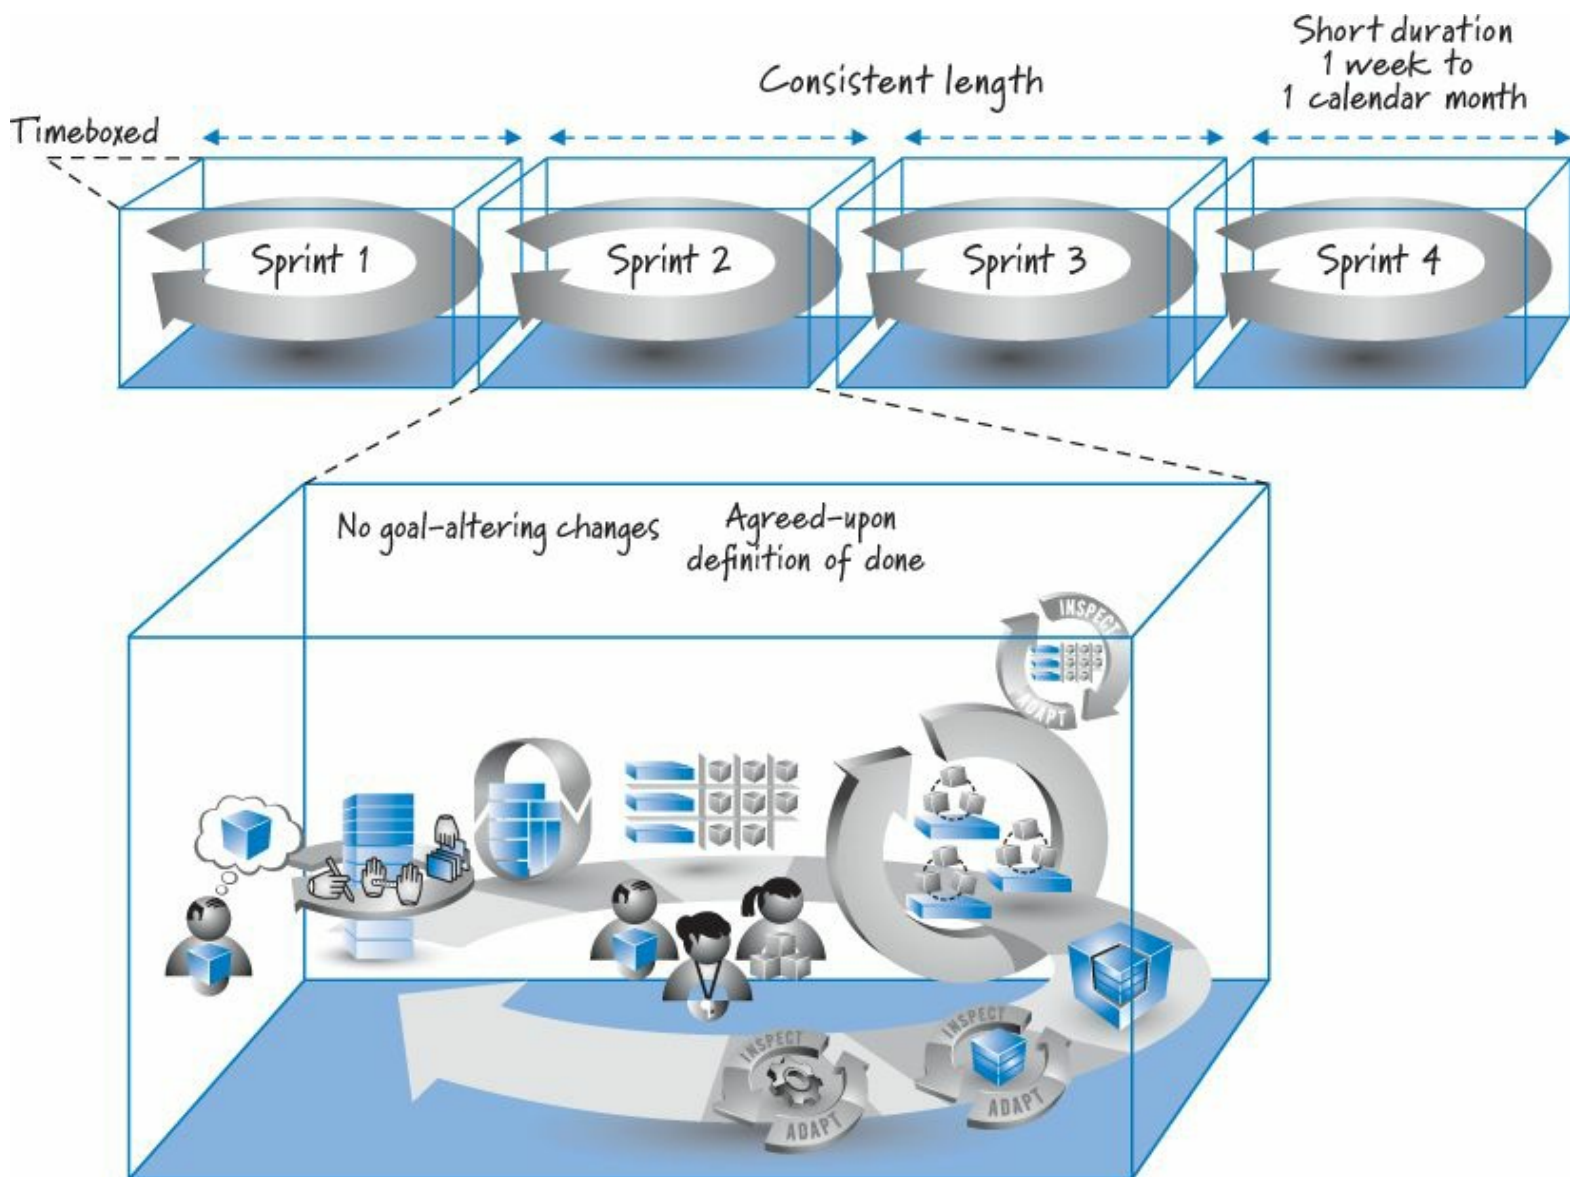 Short duration
1 week to
1 calendar month
Consistent length
Timeboxed
Sprint 1
Sprint 2
Sprint 3
Sprint 4
No goal-altering changes
Agreed-upon
definition of done
INSPECT
ADAPT
INSPECT
ADAPT
INSPECT
ADAPT